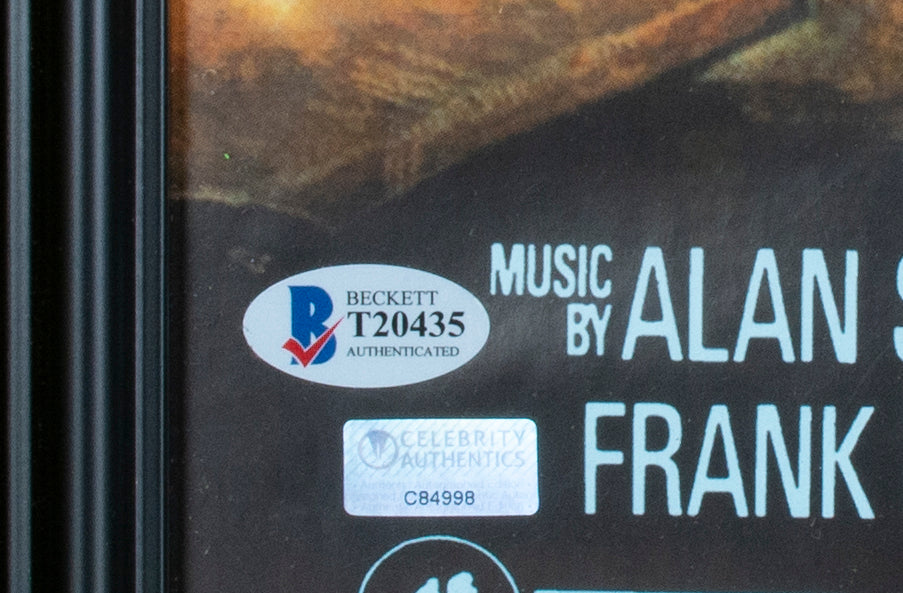 MUSIC
BY
ALAN
FRANK
BECKETT
T20435
AUTHENTICATED
CELEBRITY
AUTHENTICS
C84998